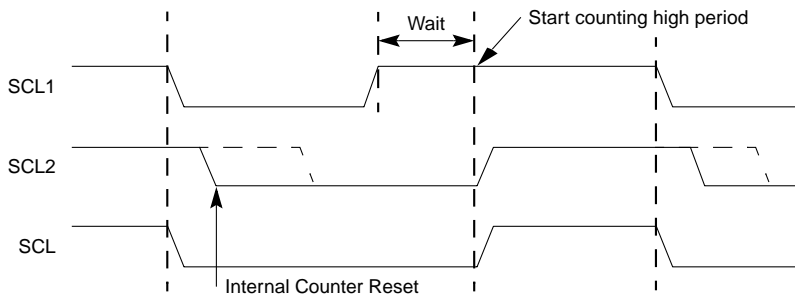 Wait
Start counting high period
SCL1
SCL2
SCL
Internal Counter Reset